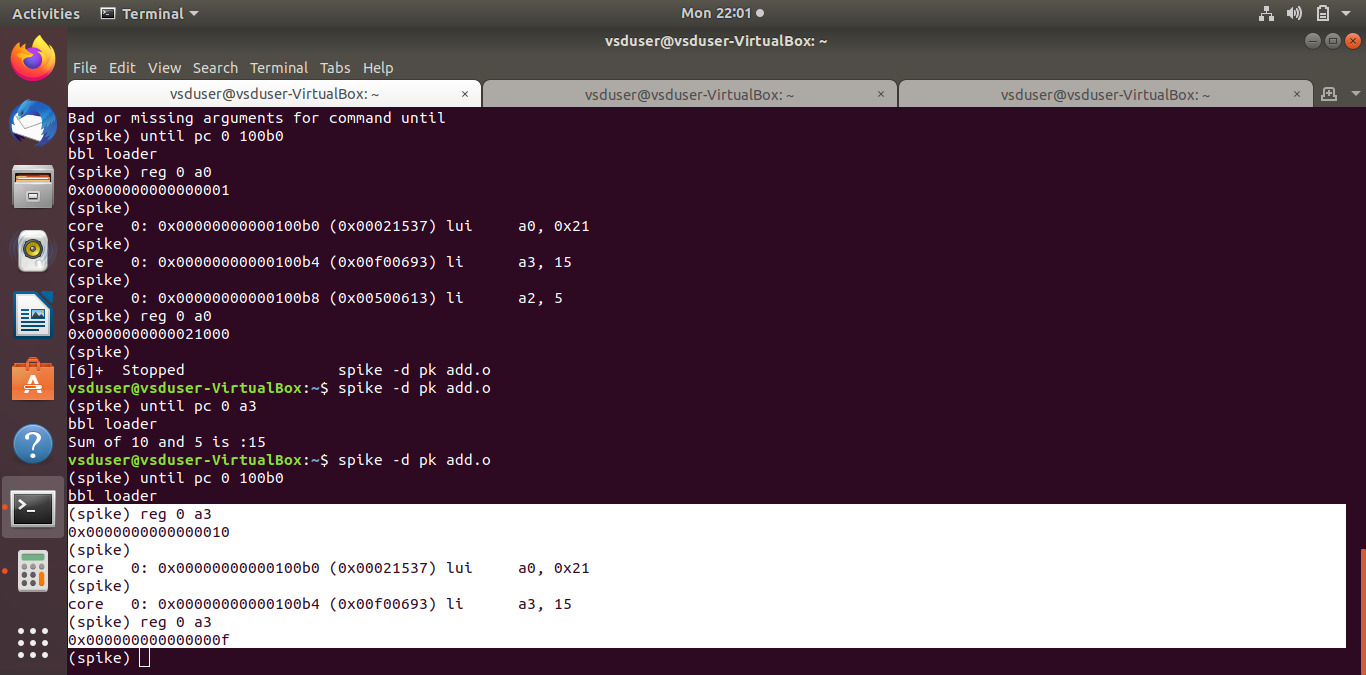 Activities Terminal Mon 22:01
vsduser@vsduser-VirtualBox: ~
File Edit View Search Terminal Tabs Help
vsduser@vsduser-VirtualBox: ~ × vsduser@vsduser-VirtualBox: ~ × vsduser@vsduser-VirtualBox: ~ ×
Bad or missing arguments for command until
(spike) until pc 0 100b0
bbl loader
(spike) reg 0 a0
0x0000000000000001
(spike)
core   0: 0x00000000000100b0 (0x00021537) lui     a0, 0x21
(spike)
core   0: 0x00000000000100b4 (0x00f00693) li      a3, 15
(spike)
core   0: 0x00000000000100b8 (0x00500613) li      a2, 5
(spike) reg 0 a0
0x0000000000021000
(spike)
[6]+  Stopped                 spike -d pk add.o
vsduser@vsduser-VirtualBox:~$ spike -d pk add.o
(spike) until pc 0 a3
bbl loader
Sum of 10 and 5 is :15
vsduser@vsduser-VirtualBox:~$ spike -d pk add.o
(spike) until pc 0 100b0
bbl loader
(spike) reg 0 a3
0x0000000000000010
(spike)
core   0: 0x00000000000100b0 (0x00021537) lui     a0, 0x21
(spike)
core   0: 0x00000000000100b4 (0x00f00693) li      a3, 15
(spike) reg 0 a3
0x000000000000000f
(spike)